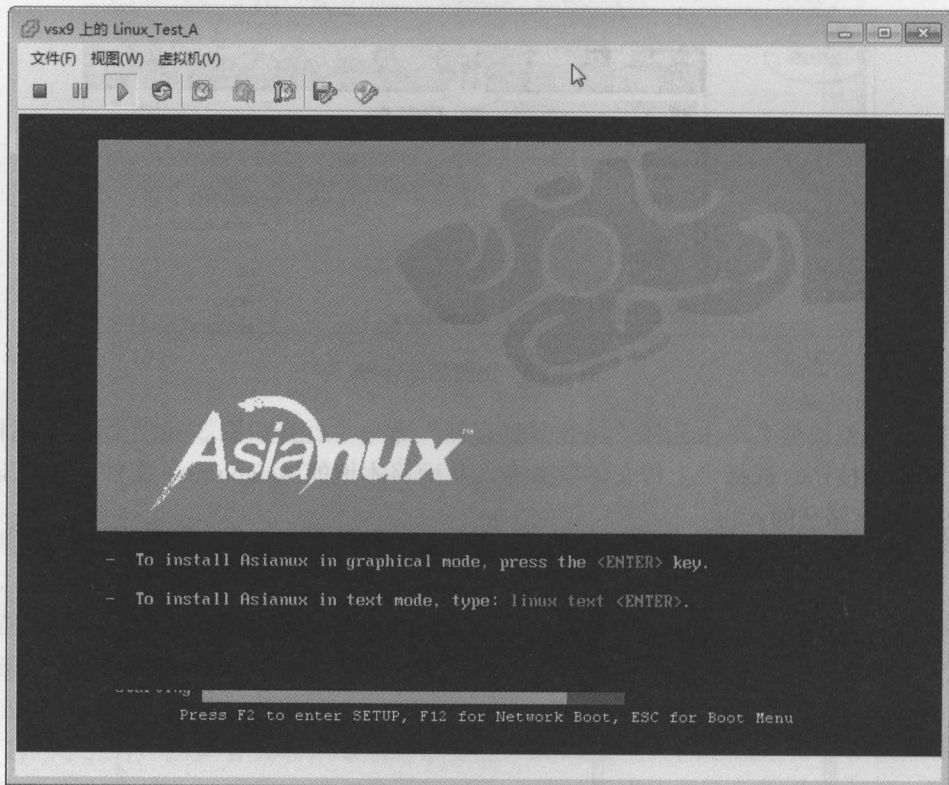 vsx9 上的 Linux_Test_A
文件(F) 视图(W) 虚拟机(V)
Asianux™
- To install Asianux in graphical mode, press the <ENTER> key.
- To install Asianux in text mode, type: linux text <ENTER>.
Starting
Press F2 to enter SETUP, F12 for Network Boot, ESC for Boot Menu